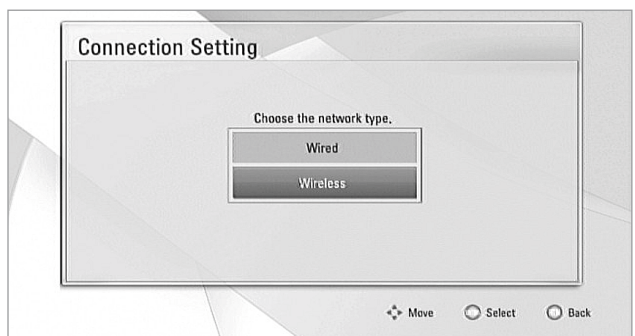 Connection Setting
Choose the network type.
Wired
Wireless
Move Select Back